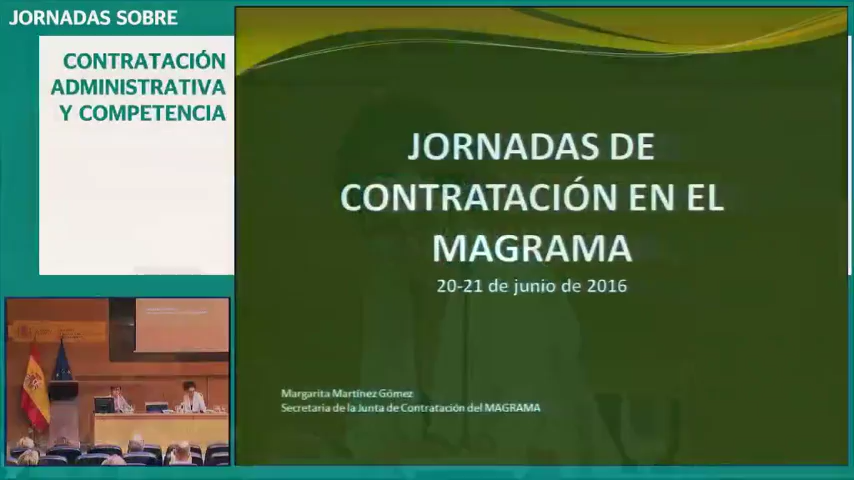 JORNADAS SOBRE
CONTRATACIÓN
ADMINISTRATIVA
Y COMPETENCIA
JORNADAS DE
CONTRATACIÓN EN EL
MAGRAMA
20-21 de junio de 2016
Margarita Martínez Gómez
Secretaria de la Junta de Contratación del MAGRAMA